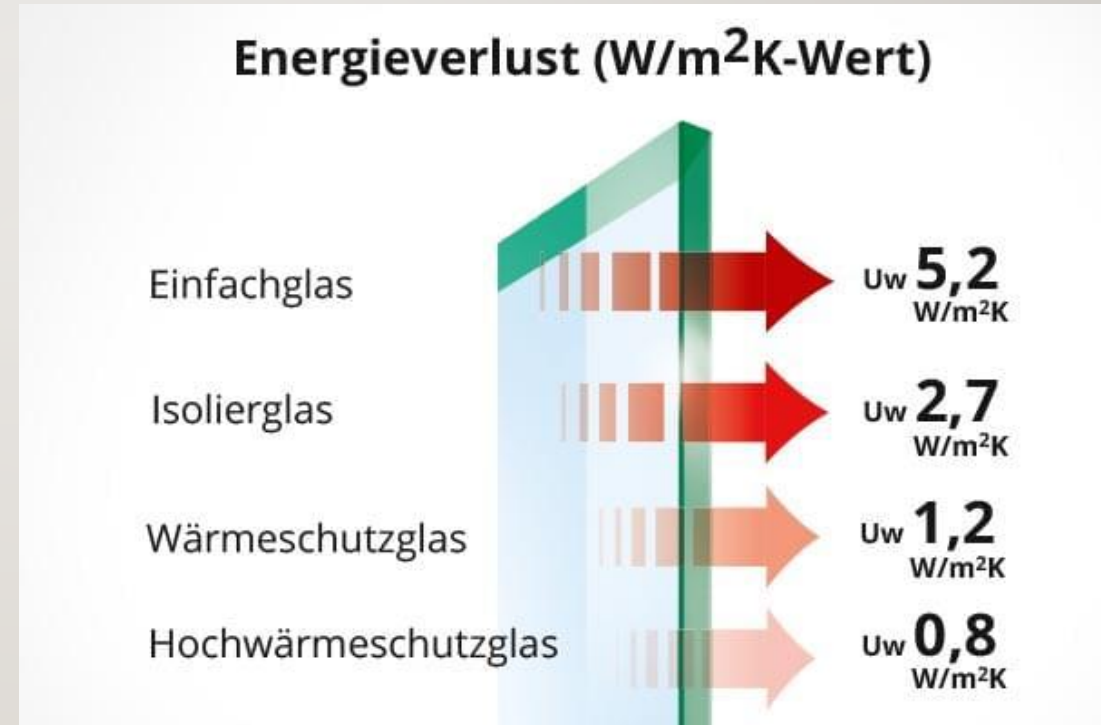 Energieverlust (W/m²K-Wert)
Einfachglas
Uw 5,2
W/m²K
Isolierglas
Uw 2,7
W/m²K
Wärmeschutzglas
Uw 1,2
W/m²K
Hochwärmeschutzglas
Uw 0,8
W/m²K